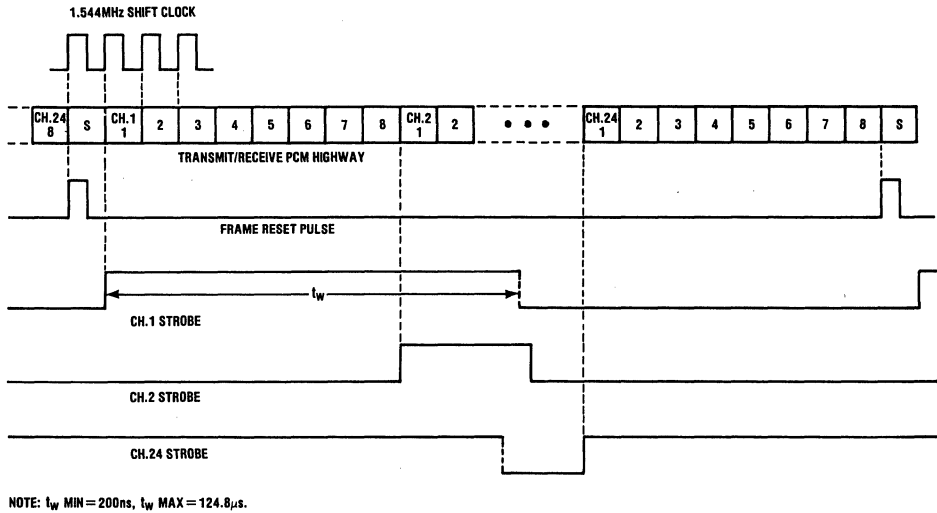 1.544MHz SHIFT CLOCK
CH.24 8 S CH.1 1 2 3 4 5 6 7 8 CH.2 1 2 • • • CH.24 1 2 3 4 5 6 7 8 S
TRANSMIT/RECEIVE PCM HIGHWAY
FRAME RESET PULSE
tw
CH.1 STROBE
CH.2 STROBE
CH.24 STROBE
NOTE: tw MIN = 200ns, tw MAX = 124.8μs.